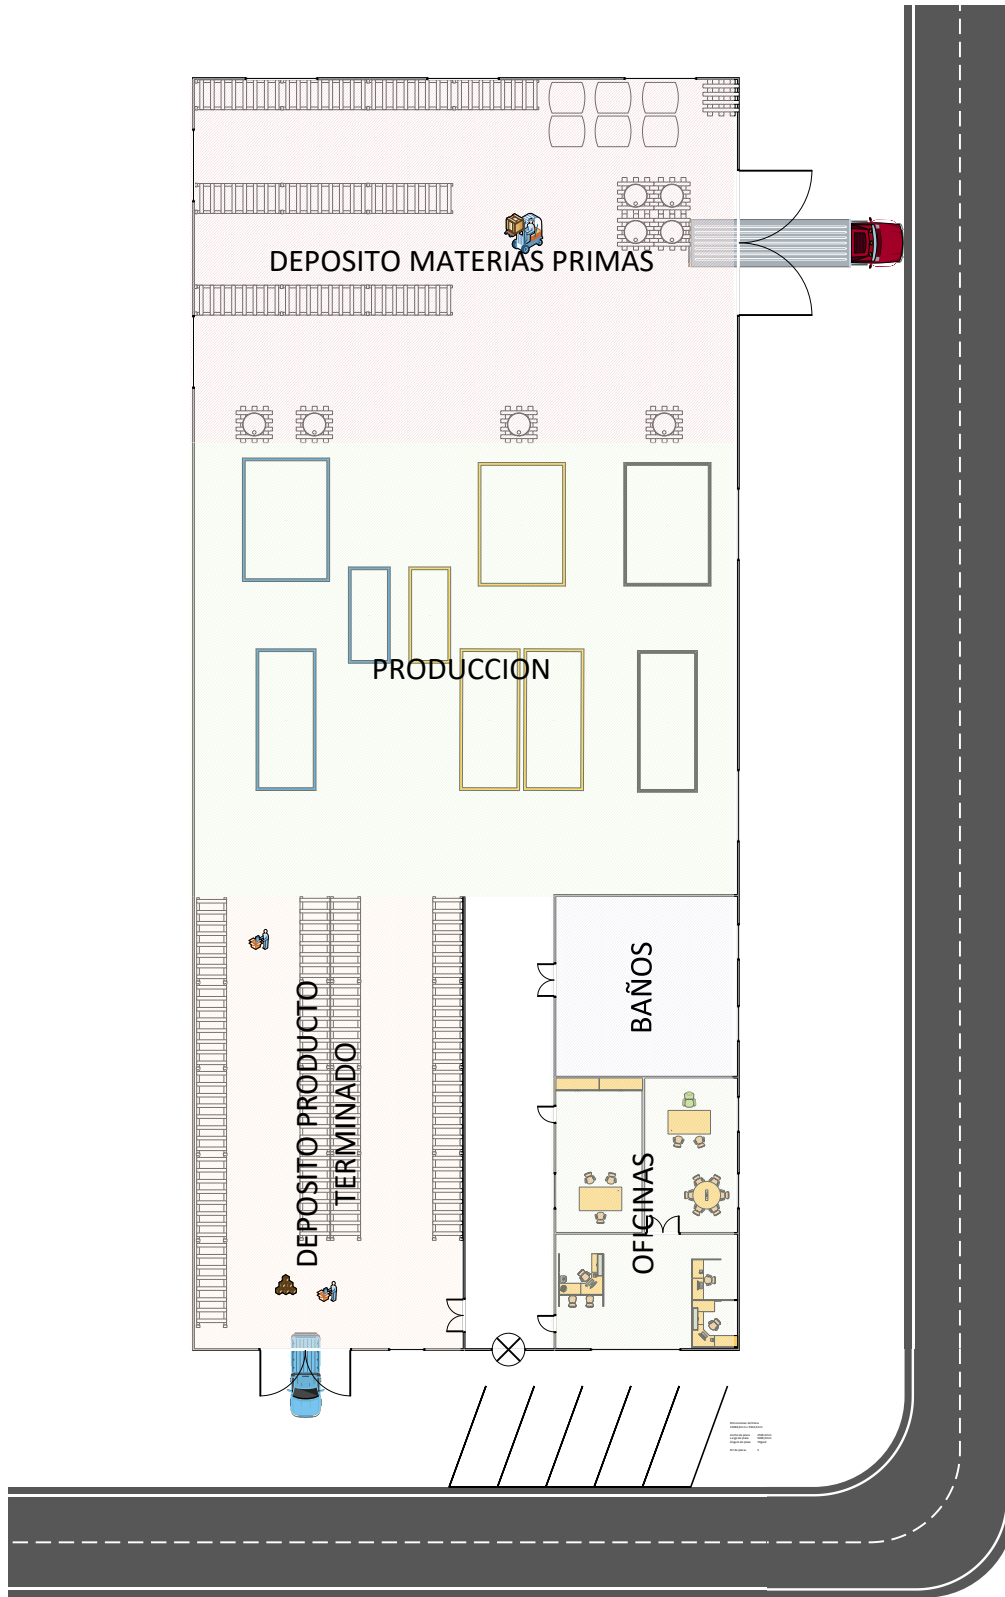 DEPOSITO MATERIAS PRIMAS
PRODUCCION
DEPOSITO PRODUCTO
TERMINADO
BAÑOS
OFICINAS